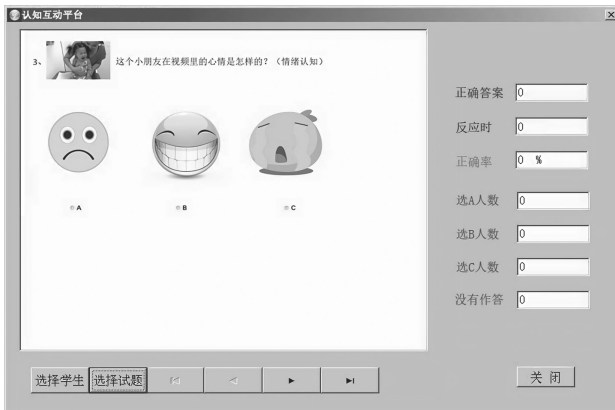 认知互动平台
3、 这个小朋友在视频里的心情是怎样的？（情绪认知）
A B C
正确答案 0
反应时 0
正确率 0 %
选A人数 0
选B人数 0
选C人数 0
没有作答 0
选择学生 选择试题 关 闭